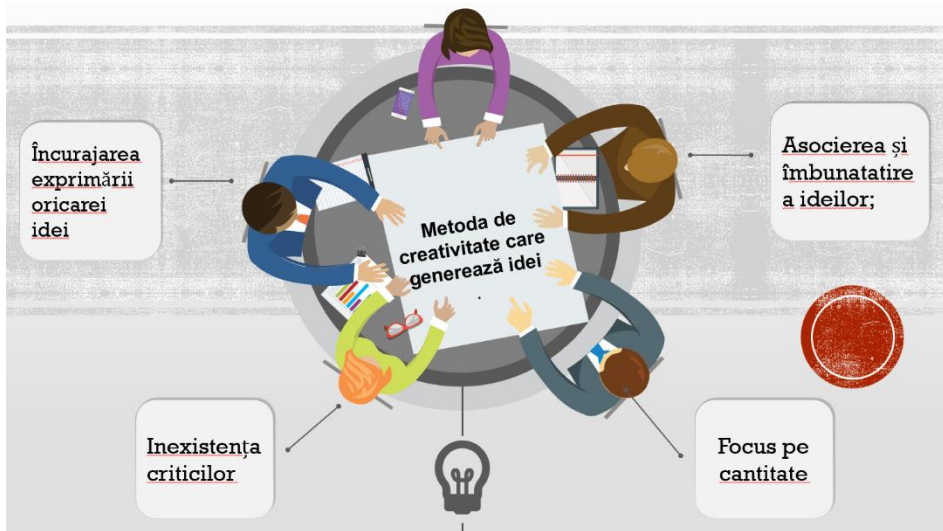 Încurajarea
exprimării
oricarei
idei
Metoda de
creativitate care
generează idei
.
Asocierea și
îmbunatatire
a ideilor;
Inexistența
criticilor
Focus pe
cantitate